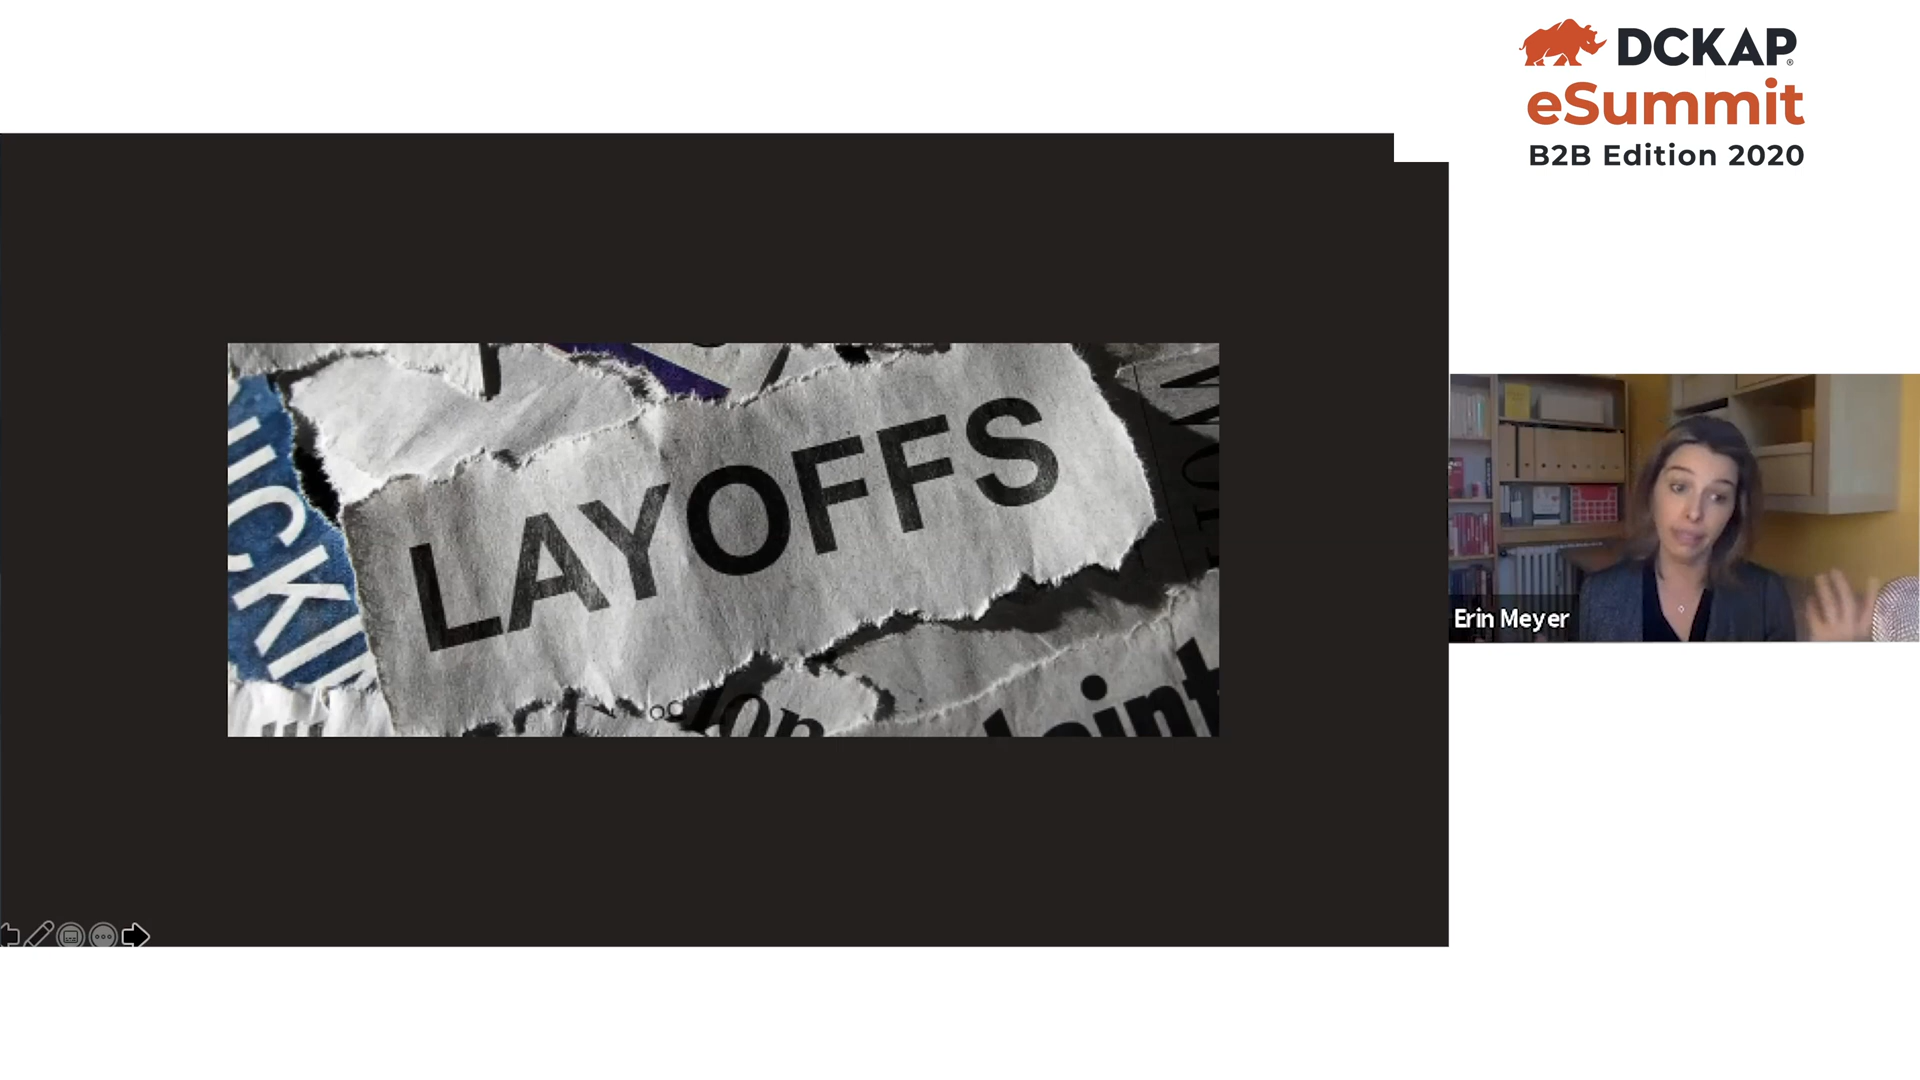 DCKAP®
eSummit
B2B Edition 2020
LAYOFFS
Erin Meyer